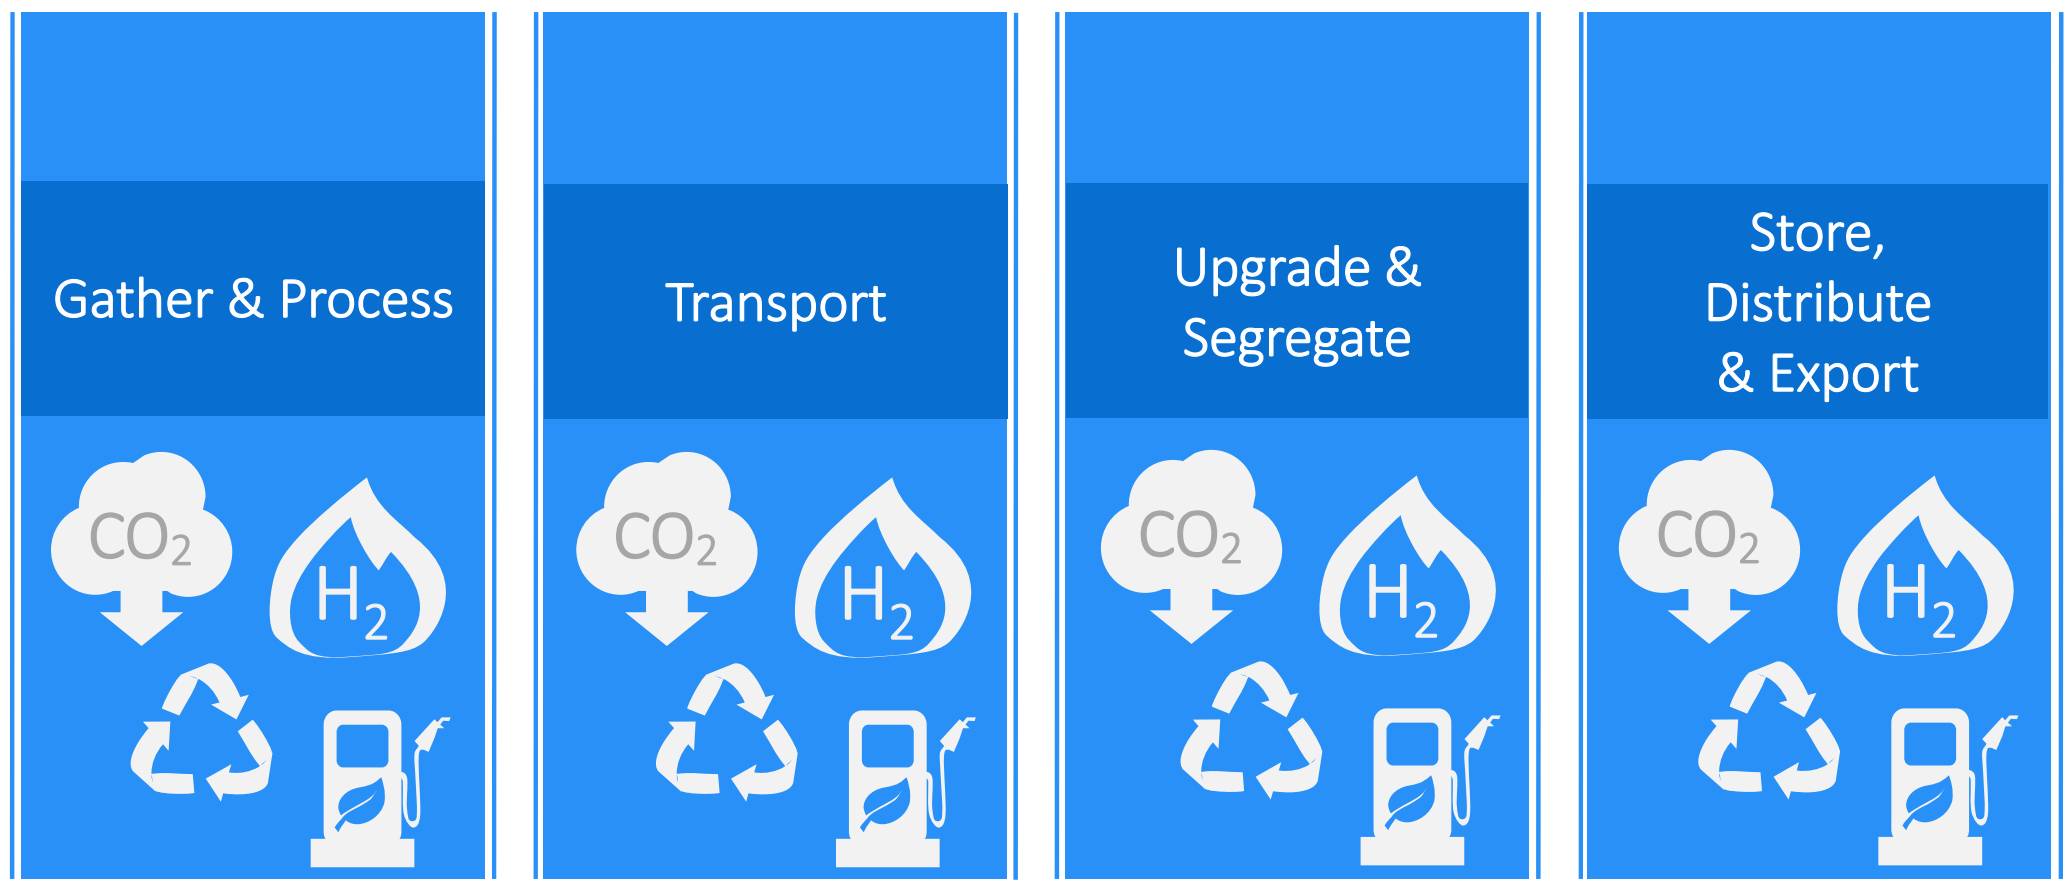 Gather & Process
CO₂
H₂
Transport
CO₂
H₂
Upgrade &
Segregate
CO₂
H₂
Store,
Distribute
& Export
CO₂
H₂